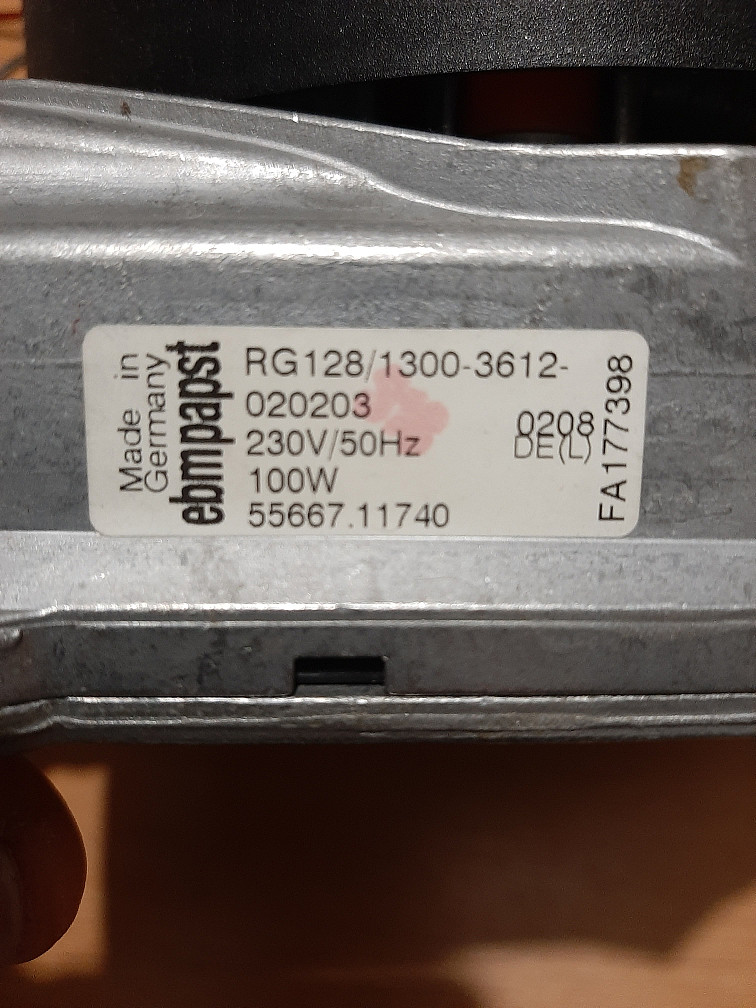 Made in
Germany
ebmpapst
RG128/1300-3612-
020203
230V/50Hz
100W
55667.11740
0208
DE(L)
FA177398